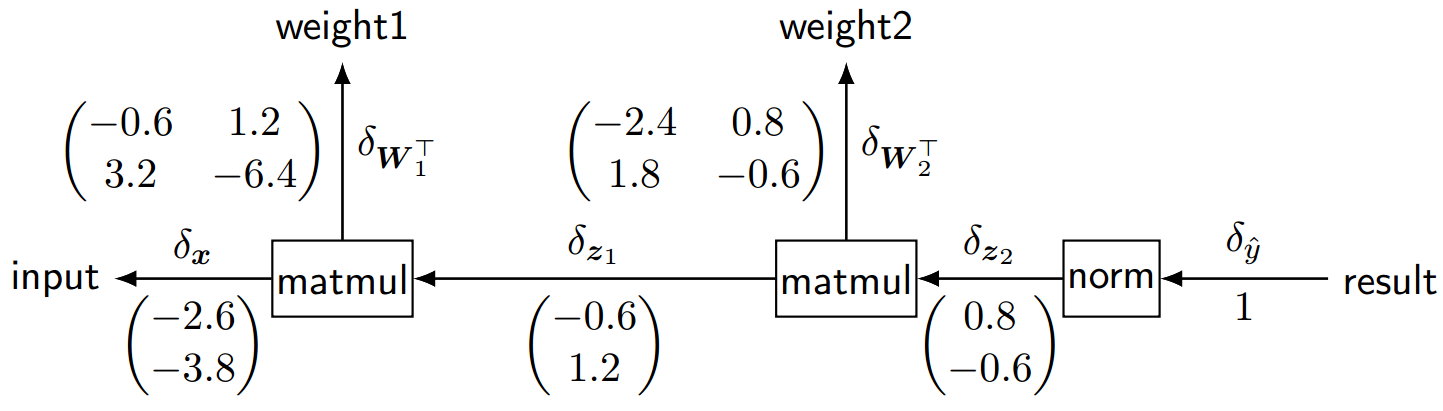 weight1 weight2
(−0.6 1.2
3.2 −6.4) δ_{W_1^⊤} (−2.4 0.8
1.8 −0.6) δ_{W_2^⊤}
δ_x δ_{z_1} δ_{z_2} δ_ŷ
input matmul matmul norm result
(−2.6
−3.8) (−0.6
1.2) (0.8
−0.6) 1